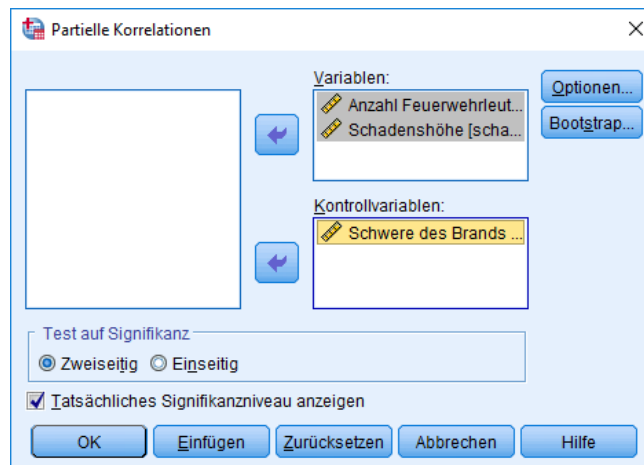 Partielle Korrelationen
Variablen:
Anzahl Feuerwehrleut...
Schadenshöhe [scha...
Optionen...
Bootstrap...
Kontrollvariablen:
Schwere des Brands ...
Test auf Signifikanz
Zweiseitig Einseitig
Tatsächliches Signifikanzniveau anzeigen
OK Einfügen Zurücksetzen Abbrechen Hilfe